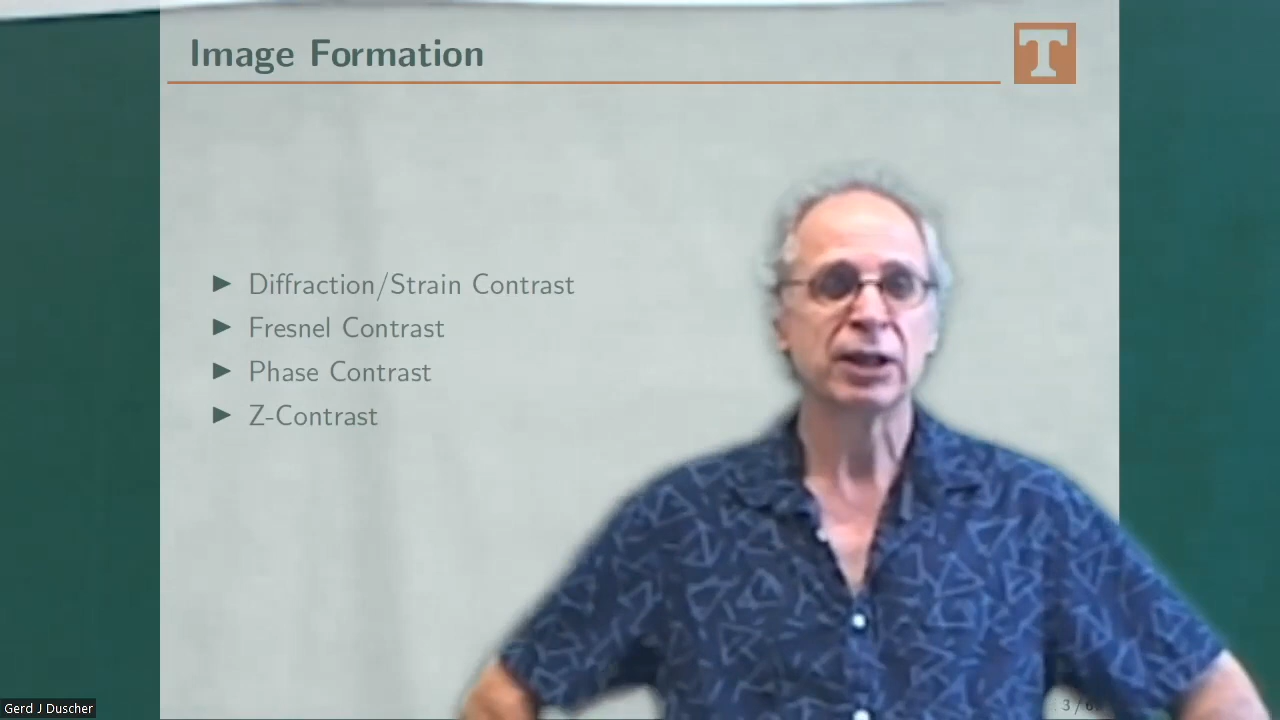 Image Formation
T
▶ Diffraction/Strain Contrast
▶ Fresnel Contrast
▶ Phase Contrast
▶ Z-Contrast
Gerd J Duscher